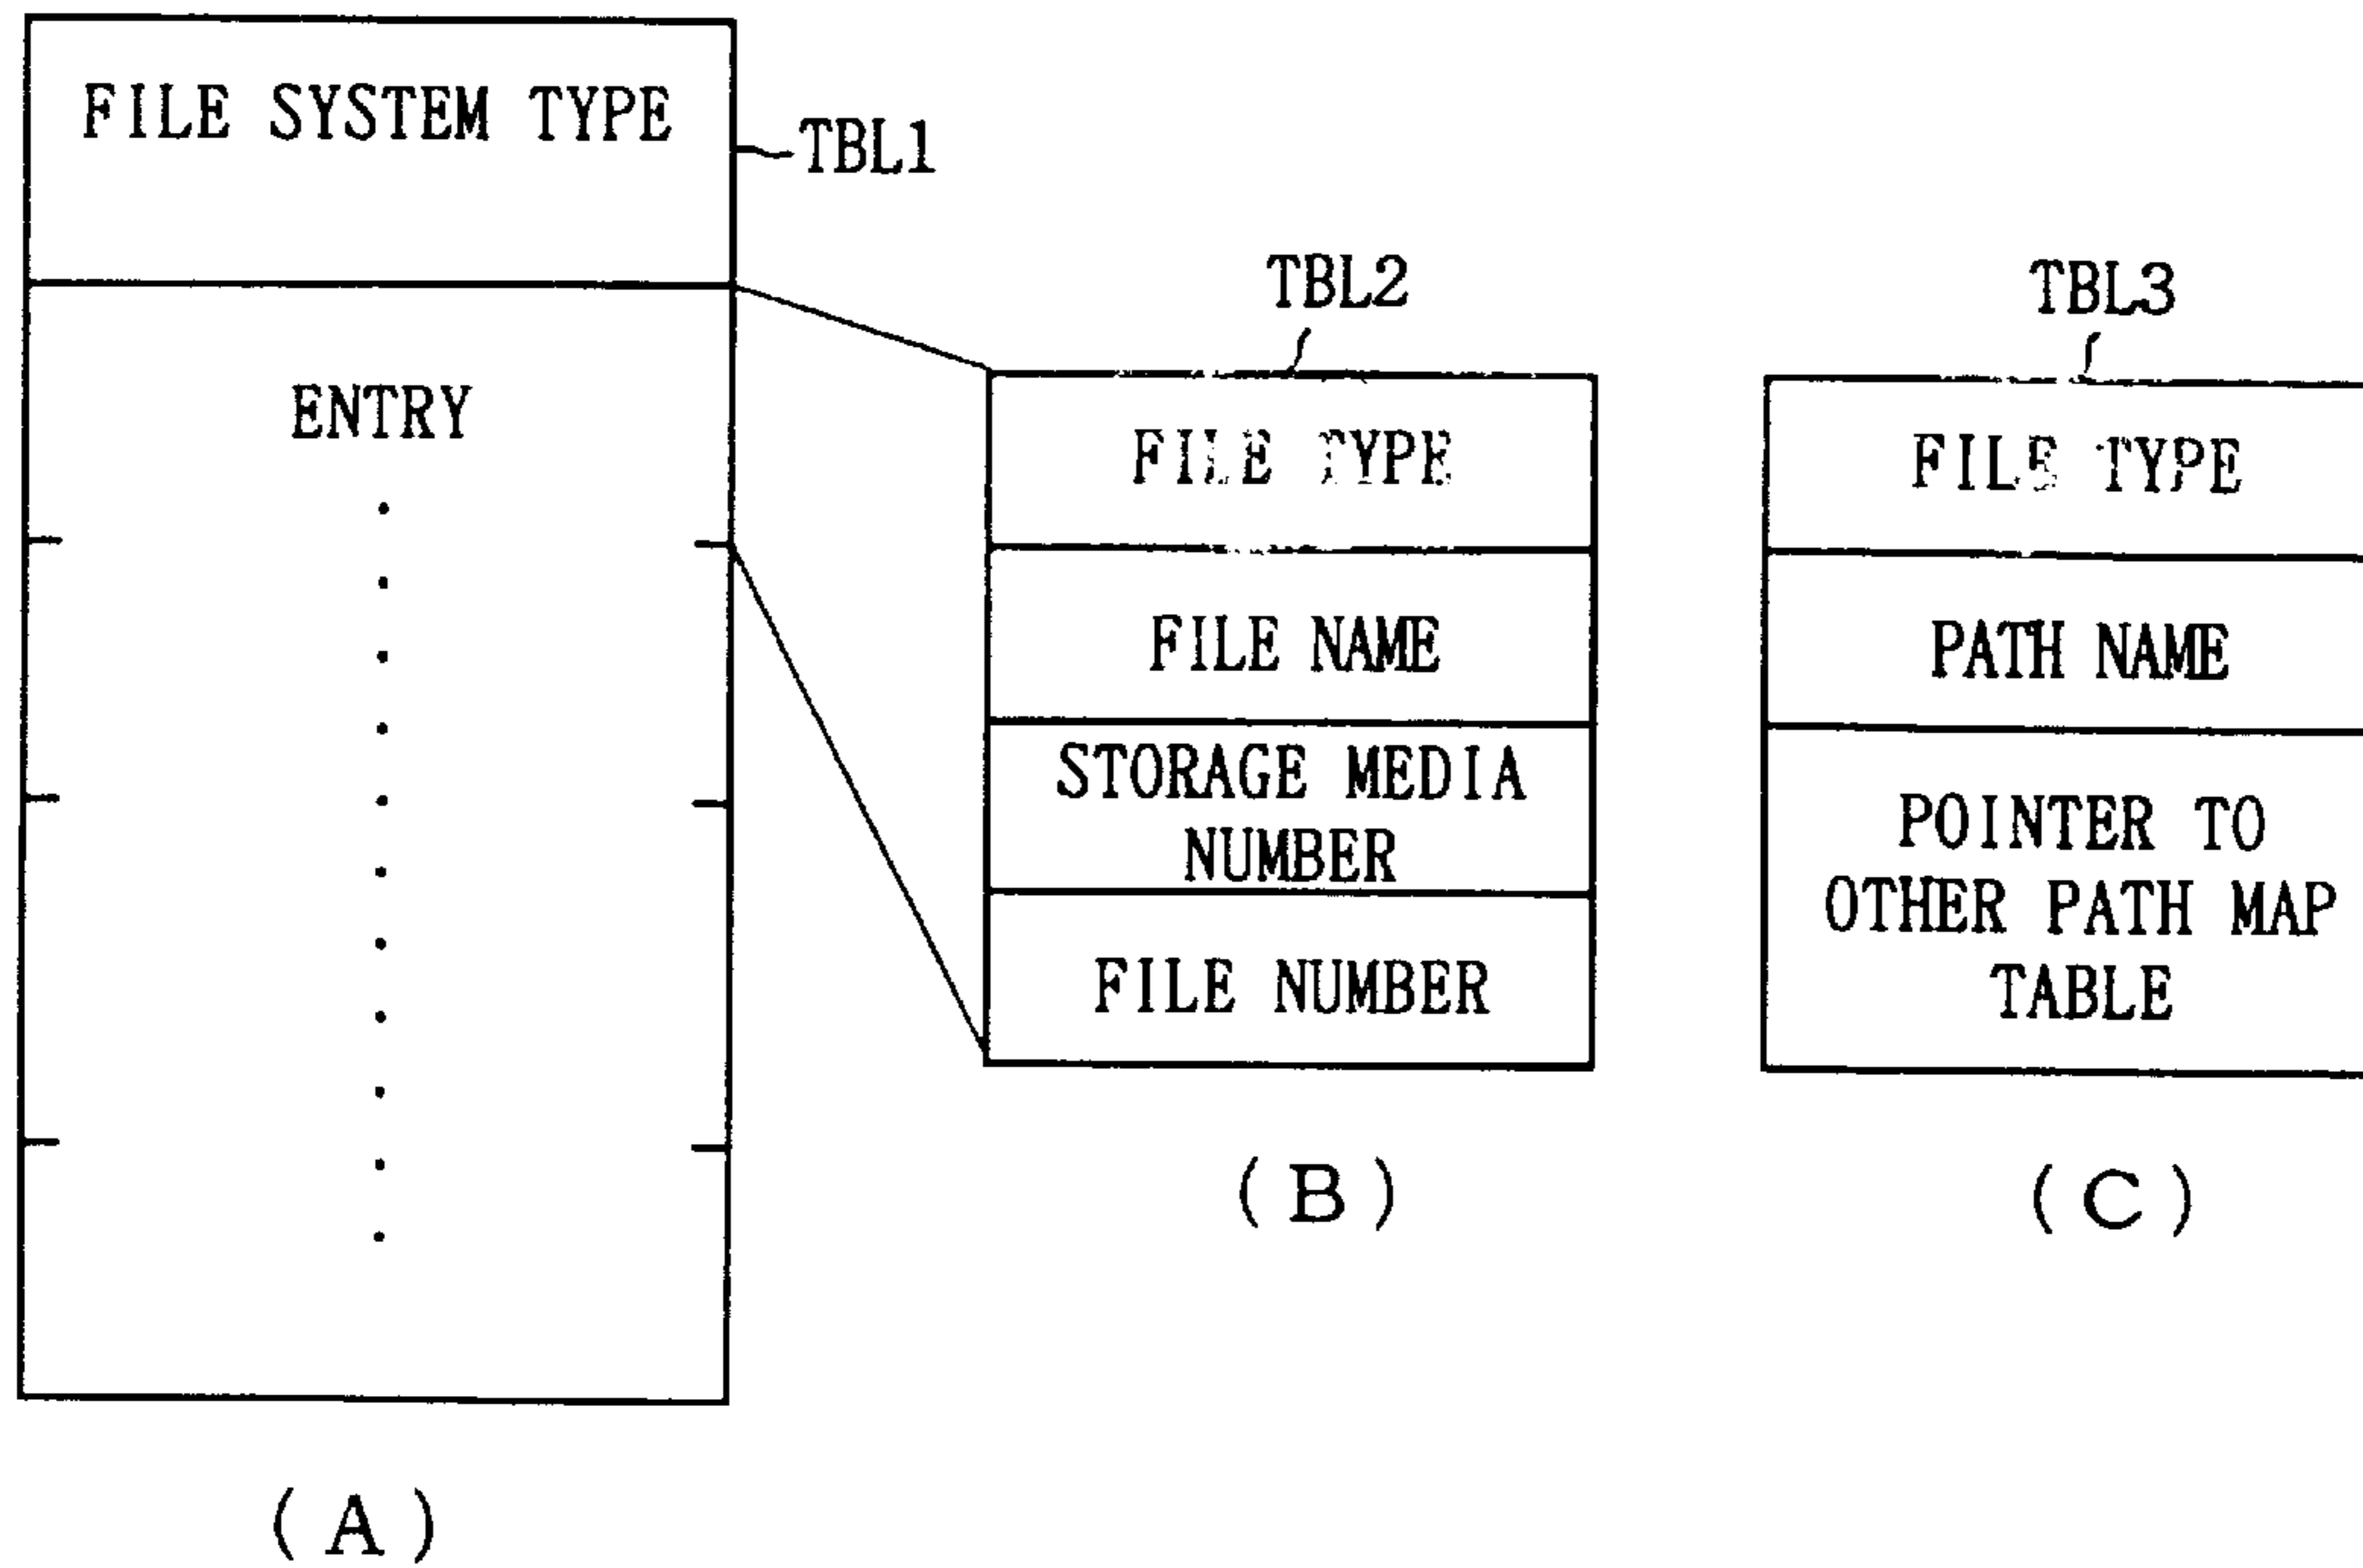 FILE SYSTEM TYPE
TBL1
ENTRY
(A)
TBL2
FILE TYPE
FILE NAME
STORAGE MEDIA
NUMBER
FILE NUMBER
(B)
TBL3
FILE TYPE
PATH NAME
POINTER TO
OTHER PATH MAP
TABLE
(C)